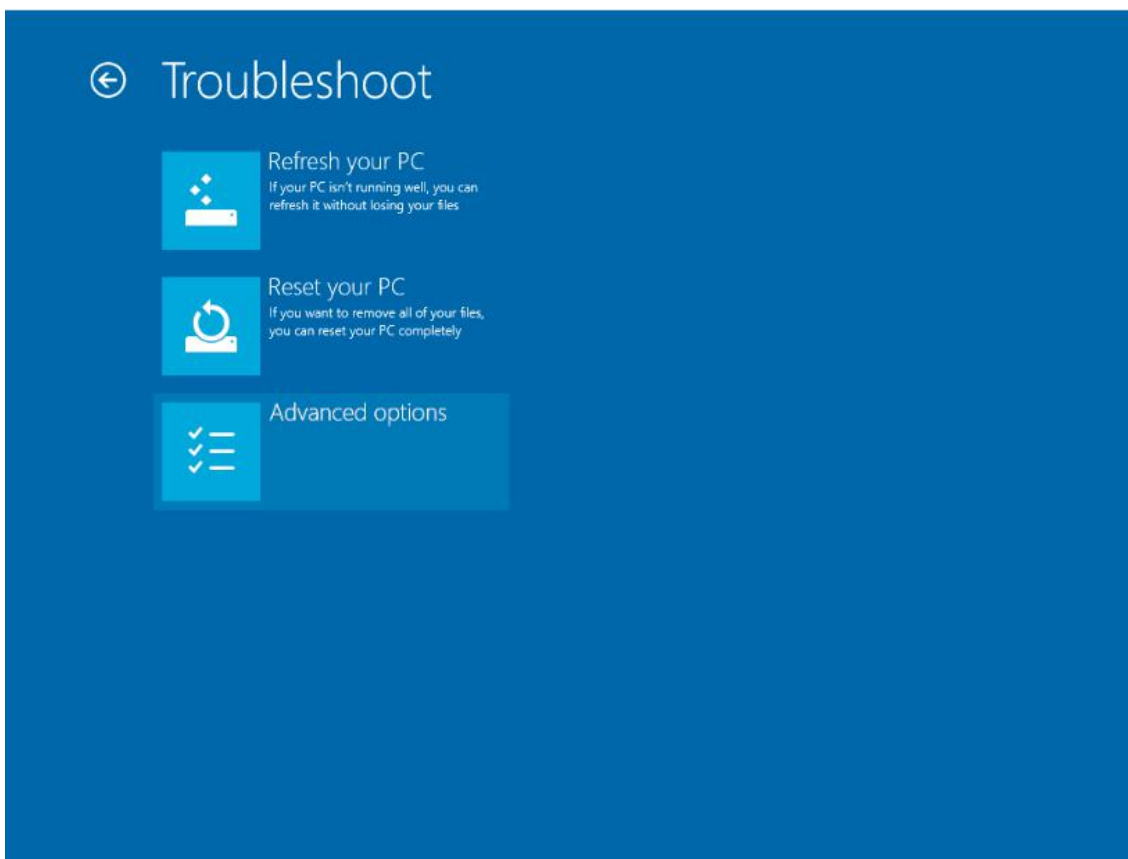 Troubleshoot
Refresh your PC
If your PC isn't running well, you can
refresh it without losing your files
Reset your PC
If you want to remove all of your files,
you can reset your PC completely
Advanced options